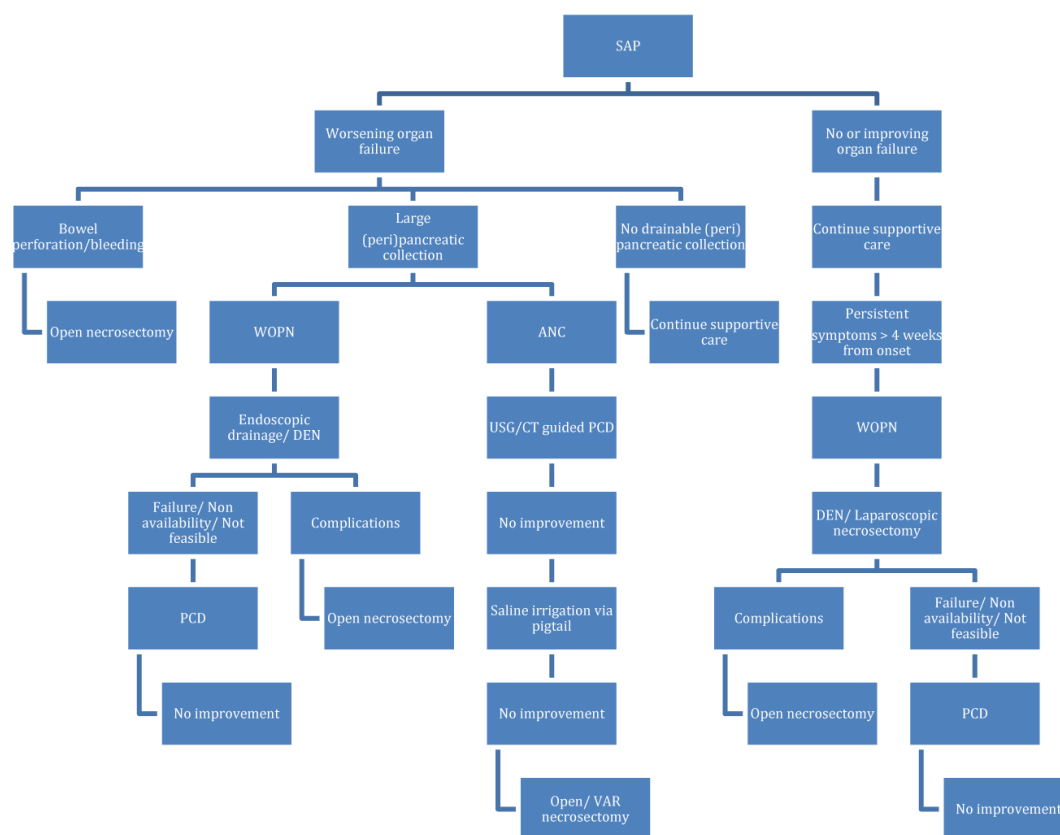 SAP
Worsening organ
failure
No or improving
organ failure
Bowel
perforation/bleeding
Large
(peri)pancreatic
collection
No drainable (peri)
pancreatic collection
Continue supportive
care
Open necrosectomy
WOPN
ANC
Continue supportive
care
Persistent
symptoms > 4 weeks
from onset
Endoscopic
drainage/ DEN
USG/CT guided PCD
WOPN
Failure/ Non
availability/ Not
feasible
Complications
No improvement
DEN/ Laparoscopic
necrosectomy
PCD
Open necrosectomy
Saline irrigation via
pigtail
Complications
Failure/ Non
availability/ Not
feasible
No improvement
No improvement
Open necrosectomy
PCD
Open/ VAR
necrosectomy
No improvement